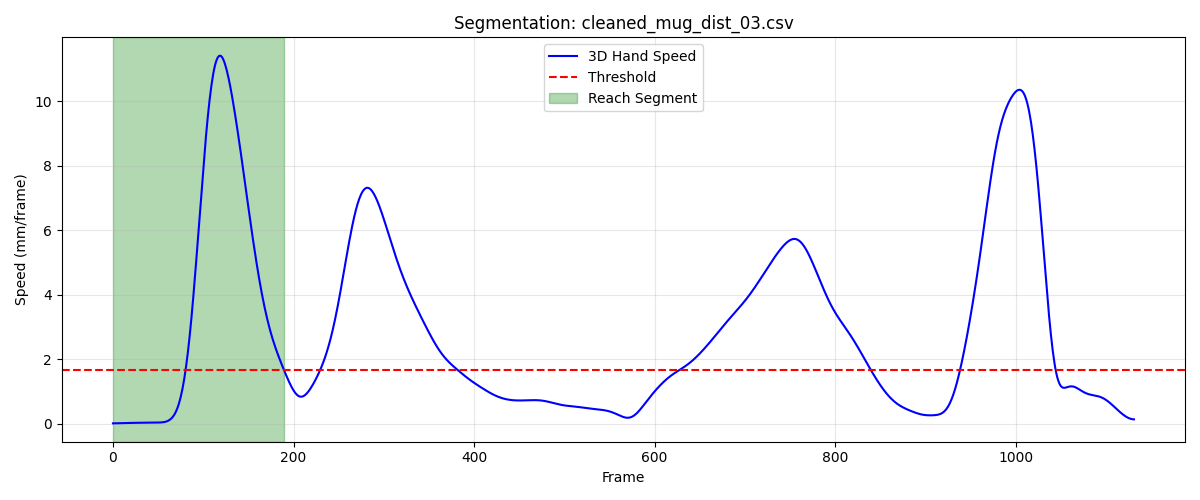 Segmentation: cleaned_mug_dist_03.csv
3D Hand Speed
Threshold
Reach Segment
Speed (mm/frame)
10
8
6
4
2
0
0 200 400 600 800 1000
Frame